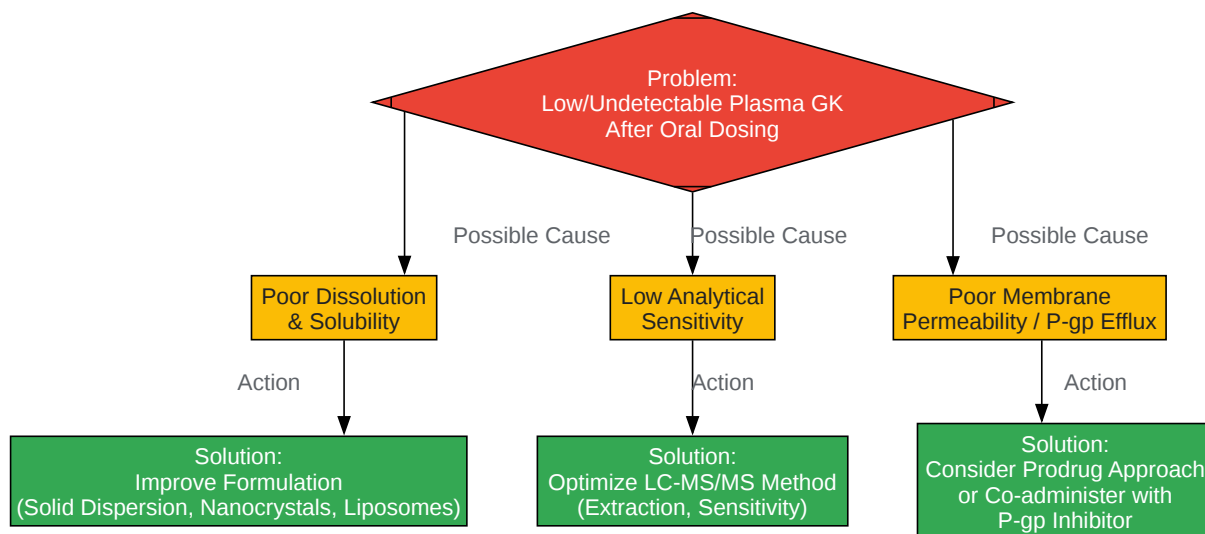 Problem:
Low/Undetectable Plasma GK
After Oral Dosing
Possible Cause
Possible Cause
Possible Cause
Poor Dissolution
& Solubility
Low Analytical
Sensitivity
Poor Membrane
Permeability / P-gp Efflux
Action
Action
Action
Solution:
Improve Formulation
(Solid Dispersion, Nanocrystals, Liposomes)
Solution:
Optimize LC-MS/MS Method
(Extraction, Sensitivity)
Solution:
Consider Prodrug Approach
or Co-administer with
P-gp Inhibitor